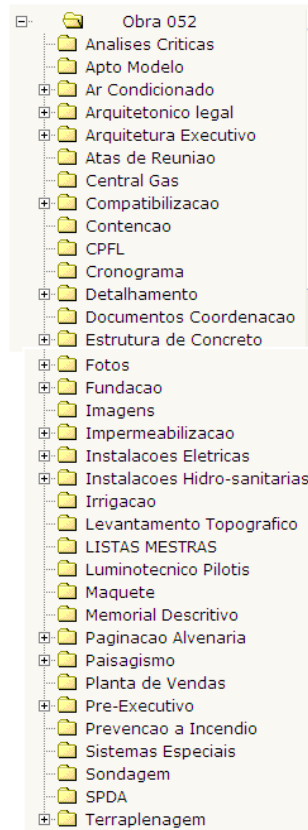 Obra 052
Analises Criticas
Apto Modelo
Ar Condicionado
Arquitetonico legal
Arquitetura Executivo
Atas de Reuniao
Central Gas
Compatibilizacao
Contencao
CPFL
Cronograma
Detalhamento
Documentos Coordenacao
Estrutura de Concreto
Fotos
Fundacao
Imagens
Impermeabilizacao
Instalacoes Eletricas
Instalacoes Hidro-sanitarias
Irrigacao
Levantamento Topografico
LISTAS MESTRAS
Luminotecnico Pilotis
Maquete
Memorial Descritivo
Paginacao Alvenaria
Paisagismo
Planta de Vendas
Pre-Executivo
Prevencao a Incendio
Sistemas Especiais
Sondagem
SPDA
Terraplenagem